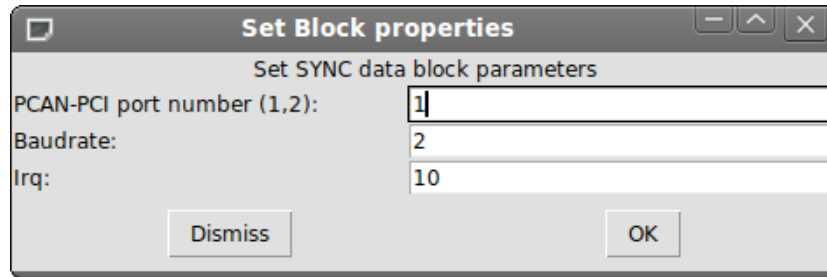 Set Block properties
Set SYNC data block parameters
PCAN-PCI port number (1,2): 1
Baudrate: 2
Irq: 10
Dismiss OK